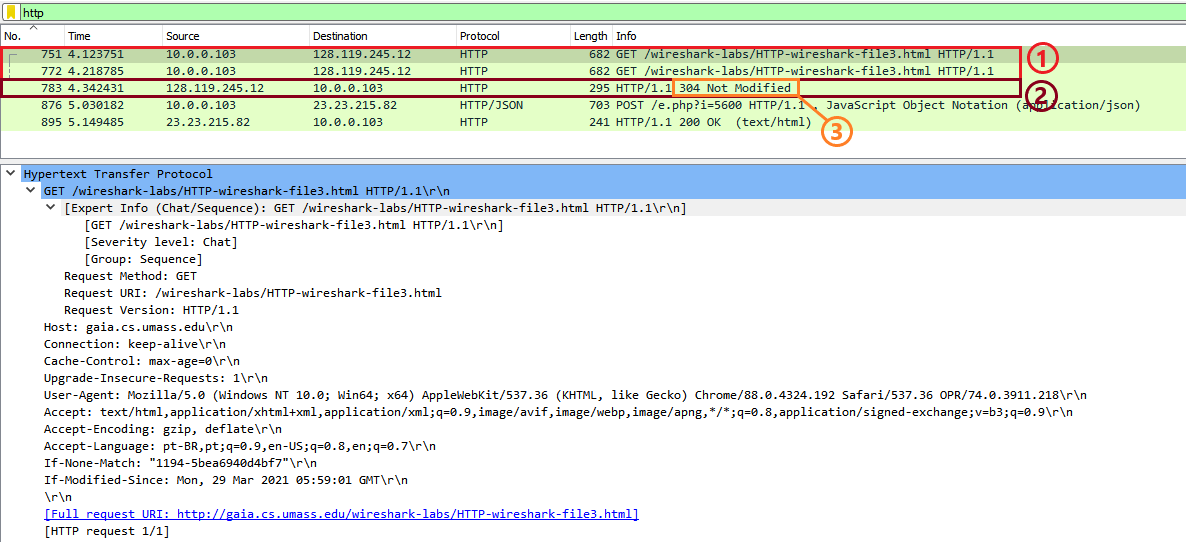 http
No. Time Source Destination Protocol Length Info
751 4.123751 10.0.0.103 128.119.245.12 HTTP 682 GET /wireshark-labs/HTTP-wireshark-file3.html HTTP/1.1
772 4.218785 10.0.0.103 128.119.245.12 HTTP 682 GET /wireshark-labs/HTTP-wireshark-file3.html HTTP/1.1
1
783 4.342431 128.119.245.12 10.0.0.103 HTTP 295 HTTP/1.1 304 Not Modified
2
876 5.030182 10.0.0.103 23.23.215.82 HTTP/JSON 703 POST /e.php?i=5600 HTTP/1.1 , JavaScript Object Notation (application/json)
895 5.149485 23.23.215.82 10.0.0.103 HTTP 241 HTTP/1.1 200 OK (text/html)
3
Hypertext Transfer Protocol
GET /wireshark-labs/HTTP-wireshark-file3.html HTTP/1.1\r\n
[Expert Info (Chat/Sequence): GET /wireshark-labs/HTTP-wireshark-file3.html HTTP/1.1\r\n]
[GET /wireshark-labs/HTTP-wireshark-file3.html HTTP/1.1\r\n]
[Severity level: Chat]
[Group: Sequence]
Request Method: GET
Request URI: /wireshark-labs/HTTP-wireshark-file3.html
Request Version: HTTP/1.1
Host: gaia.cs.umass.edu\r\n
Connection: keep-alive\r\n
Cache-Control: max-age=0\r\n
Upgrade-Insecure-Requests: 1\r\n
User-Agent: Mozilla/5.0 (Windows NT 10.0; Win64; x64) AppleWebKit/537.36 (KHTML, like Gecko) Chrome/88.0.4324.192 Safari/537.36 OPR/74.0.3911.218\r\n
Accept: text/html,application/xhtml+xml,application/xml;q=0.9,image/avif,image/webp,image/apng,*/*;q=0.8,application/signed-exchange;v=b3;q=0.9\r\n
Accept-Encoding: gzip, deflate\r\n
Accept-Language: pt-BR,pt;q=0.9,en-US;q=0.8,en;q=0.7\r\n
If-None-Match: "1194-5bea6940d4bf7"\r\n
If-Modified-Since: Mon, 29 Mar 2021 05:59:01 GMT\r\n
\r\n
[Full request URI: http://gaia.cs.umass.edu/wireshark-labs/HTTP-wireshark-file3.html]
[HTTP request 1/1]